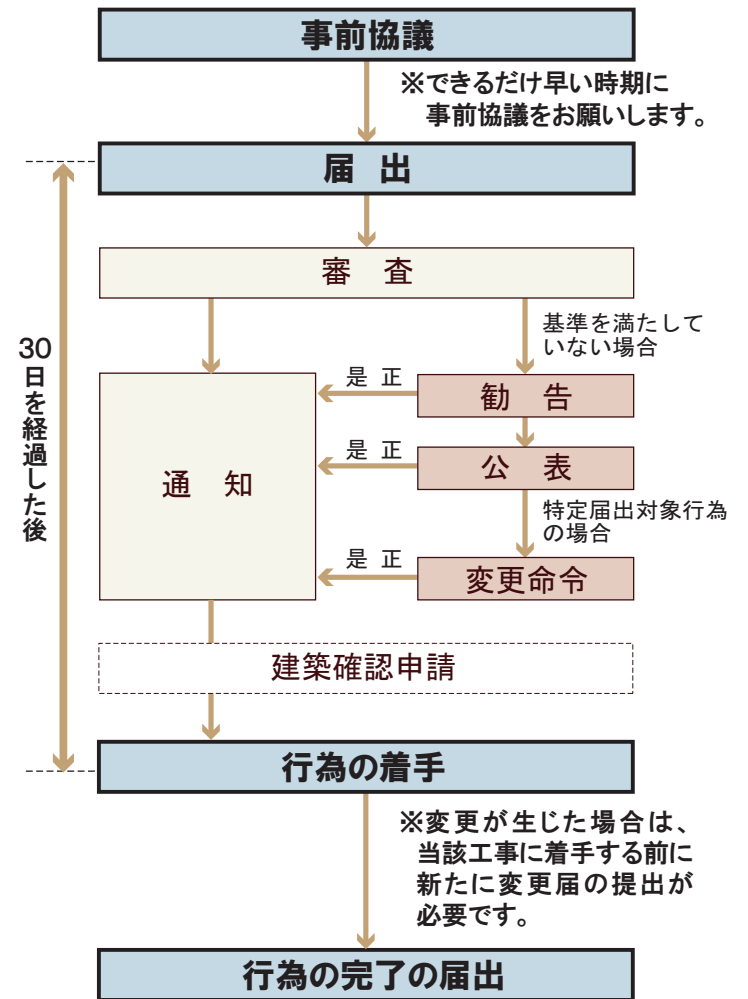 事前協議
※できるだけ早い時期に
事前協議をお願いします。
届 出
審 査
基準を満たして
いない場合
30日を経過した後
通 知
是 正
勧 告
是 正
公 表
特定届出対象行為
の場合
是 正
変更命令
建築確認申請
行為の着手
※変更が生じた場合は、
当該工事に着手する前に
新たに変更届の提出が
必要です。
行為の完了の届出